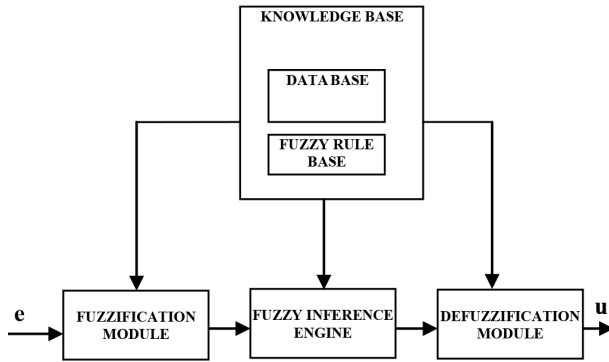 KNOWLEDGE BASE
DATA BASE
FUZZY RULE
BASE
e
FUZZIFICATION
MODULE
FUZZY INFERENCE
ENGINE
DEFUZZIFICATION
MODULE
u